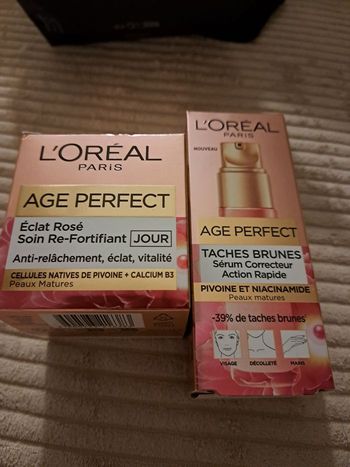 L'ORÉAL
PARIS
AGE PERFECT
Éclat Rosé
Soin Re-Fortifiant JOUR
Anti-relâchement, éclat, vitalité
CELLULES NATIVES DE PIVOINE + CALCIUM B3
Peaux Matures
L'ORÉAL
PARIS
NOUVEAU
AGE PERFECT
TACHES BRUNES
Sérum Correcteur
Action Rapide
PIVOINE ET NIACINAMIDE
Peaux matures
-39% de taches brunes
VISAGE
DÉCOLLETÉ
MAINS